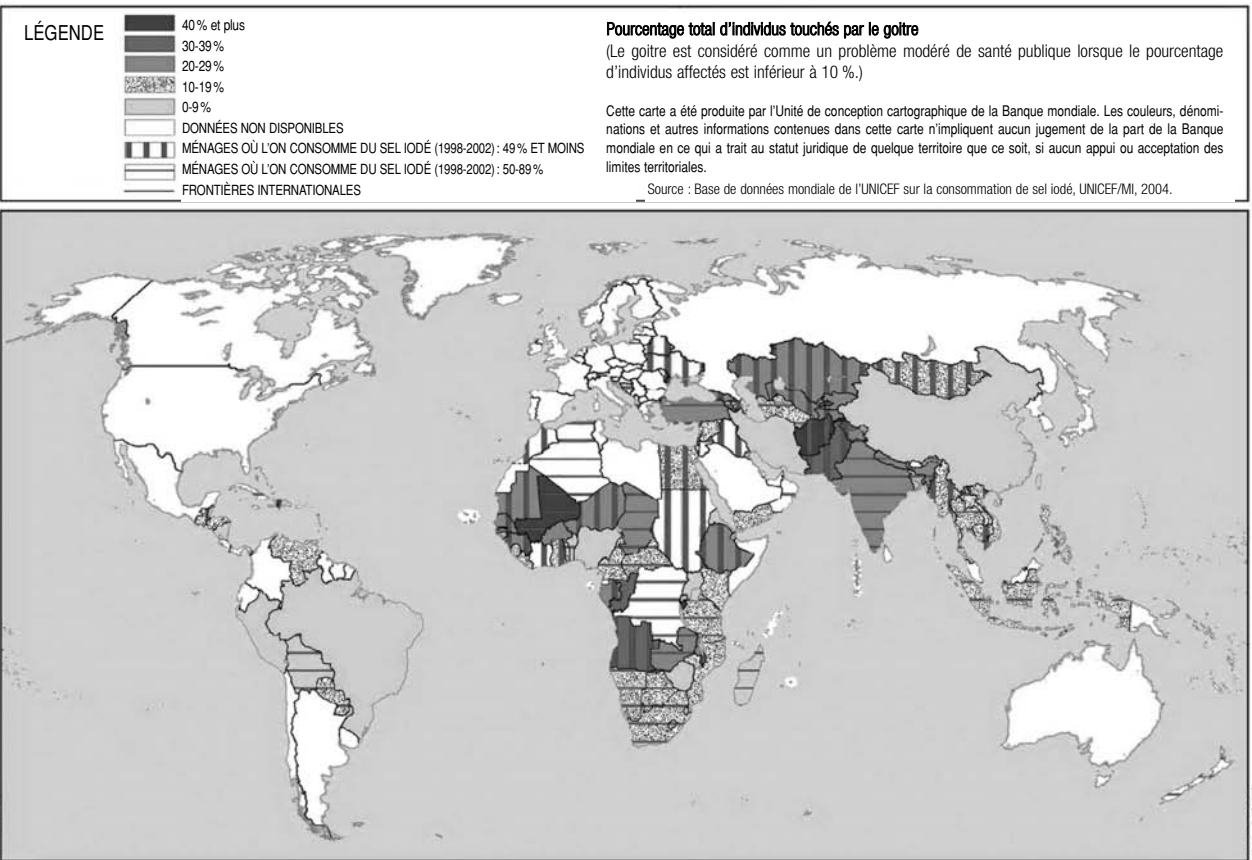 LÉGENDE
40 % et plus
30-39 %
20-29 %
10-19 %
0-9 %
DONNÉES NON DISPONIBLES
MÉNAGES OÙ L'ON CONSOMME DU SEL IODÉ (1998-2002) : 49 % ET MOINS
MÉNAGES OÙ L'ON CONSOMME DU SEL IODÉ (1998-2002) : 50-89 %
FRONTIÈRES INTERNATIONALES
Pourcentage total d'individus touchés par le goitre
(Le goitre est considéré comme un problème modéré de santé publique lorsque le pourcentage
d'individus affectés est inférieur à 10 %.)
Cette carte a été produite par l'Unité de conception cartographique de la Banque mondiale. Les couleurs, dénomi-
nations et autres informations contenues dans cette carte n'impliquent aucun jugement de la part de la Banque
mondiale en ce qui a trait au statut juridique de quelque territoire que ce soit, si aucun appui ou acceptation des
limites territoriales.
Source : Base de données mondiale de l'UNICEF sur la consommation de sel iodé, UNICEF/MI, 2004.